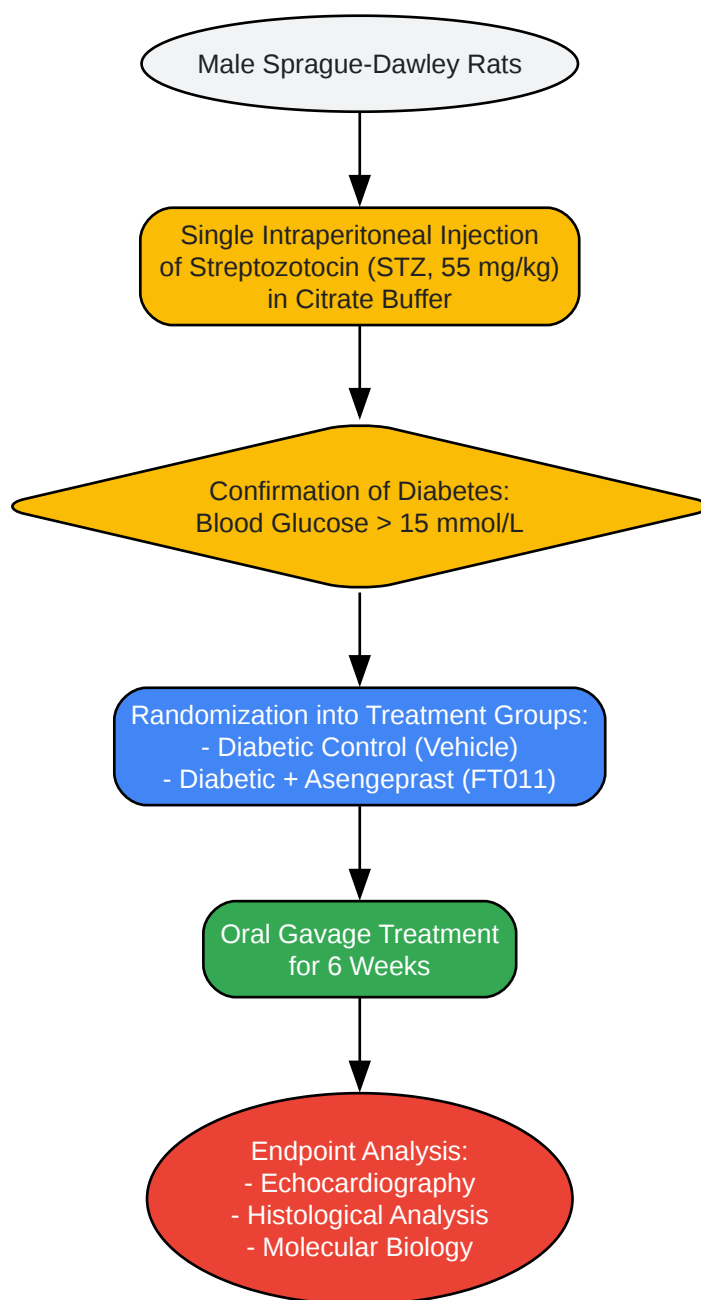 Male Sprague-Dawley Rats
Single Intraperitoneal Injection
of Streptozotocin (STZ, 55 mg/kg)
in Citrate Buffer
Confirmation of Diabetes:
Blood Glucose > 15 mmol/L
Randomization into Treatment Groups:
- Diabetic Control (Vehicle)
- Diabetic + Asengeprast (FT011)
Oral Gavage Treatment
for 6 Weeks
Endpoint Analysis:
- Echocardiography
- Histological Analysis
- Molecular Biology